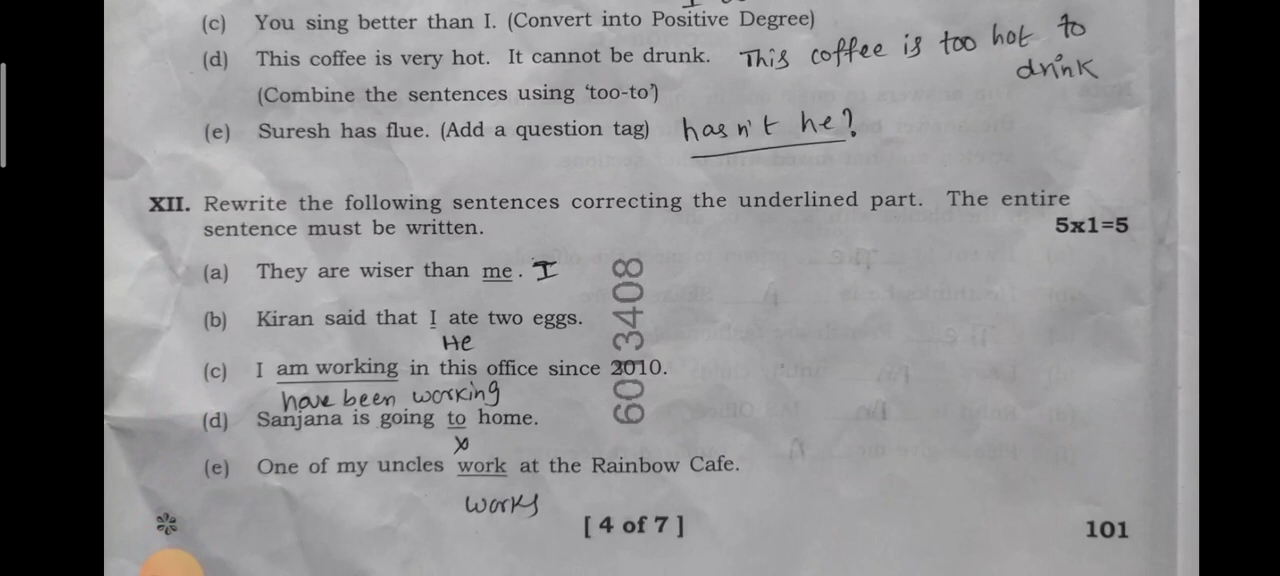 (c) You sing better than I. (Convert into Positive Degree)
(d) This coffee is very hot. It cannot be drunk. This coffee is too hot to
drink
(Combine the sentences using 'too-to')
(e) Suresh has flue. (Add a question tag) hasn't he?
XII. Rewrite the following sentences correcting the underlined part. The entire
sentence must be written. 5x1=5
(a) They are wiser than me. I
(b) Kiran said that I ate two eggs.
He
(c) I am working in this office since 2010.
have been working
(d) Sanjana is going to home.
x
(e) One of my uncles work at the Rainbow Cafe.
works
[ 4 of 7 ] 101
6033408